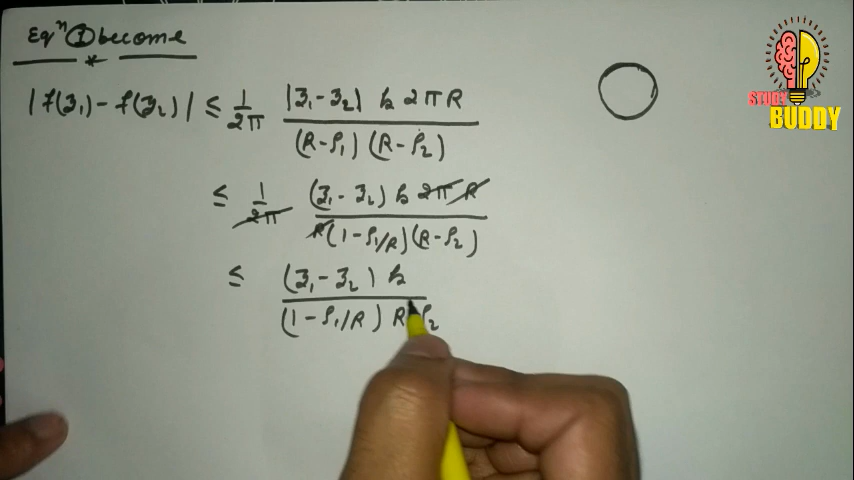 Eqⁿ ① become
|f(z₁) - f(z₂)| ≤ 1/2π |z₁-z₂| k 2πR / (R-ρ₁) (R-ρ₂)
≤ 1/2π (z₁- z₂) k 2π R / R(1-ρ₁/R)(R-ρ₂)
≤ (z₁- z₂) k / (1-ρ₁/R) R ρ₂
STUDY
BUDDY